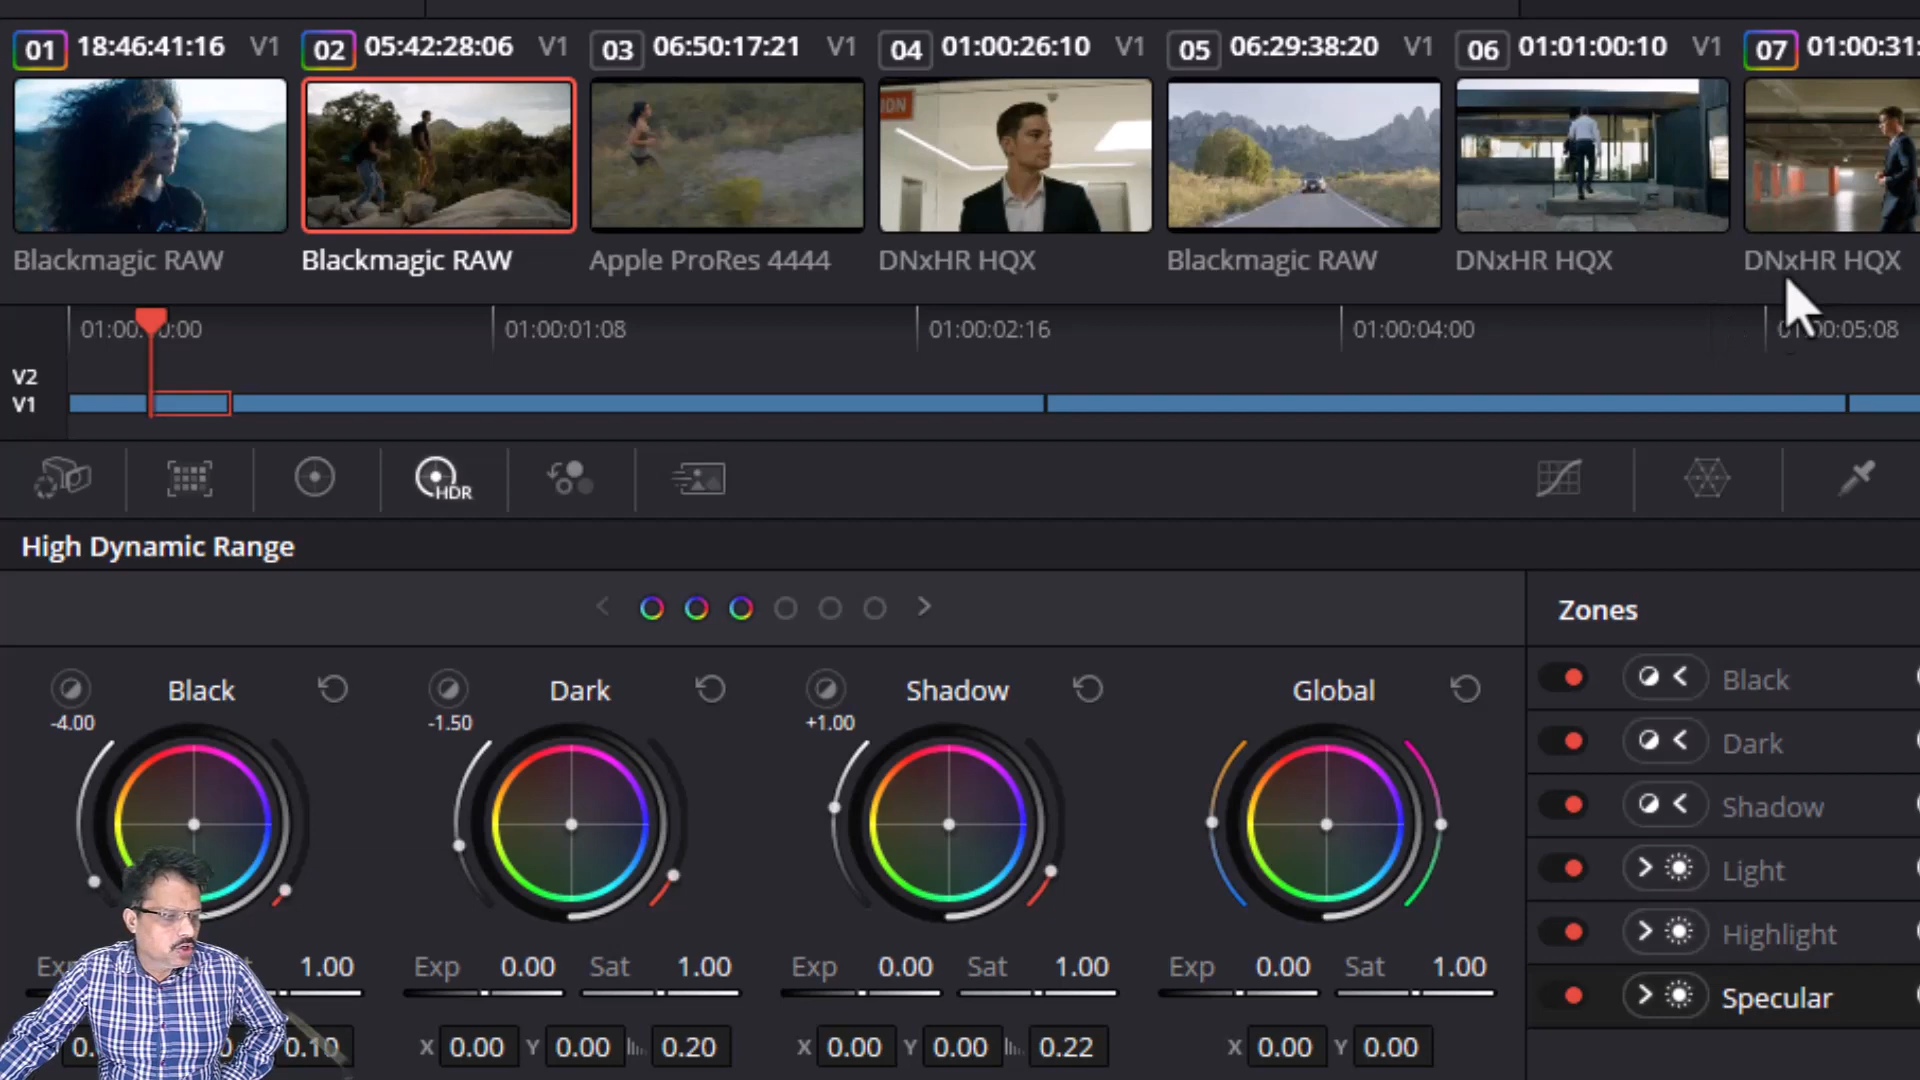 01 18:46:41:16 V1 02 05:42:28:06 V1 03 06:50:17:21 V1 04 01:00:26:10 V1 05 06:29:38:20 V1 06 01:01:00:10 V1 07 01:00:31:
Blackmagic RAW Blackmagic RAW Apple ProRes 4444 DNxHR HQX Blackmagic RAW DNxHR HQX DNxHR HQX
01:00:01:08 01:00:02:16 01:00:04:00
V2
V1
HDR
High Dynamic Range
Zones
Black Dark Shadow Global
-4.00 -1.50 +1.00
Black
Dark
Shadow
Light
Highlight
Specular
1.00 Exp 0.00 Sat 1.00 Exp 0.00 Sat 1.00 Exp 0.00 Sat 1.00
0.10 X 0.00 Y 0.00 0.20 X 0.00 Y 0.00 0.22 X 0.00 Y 0.00